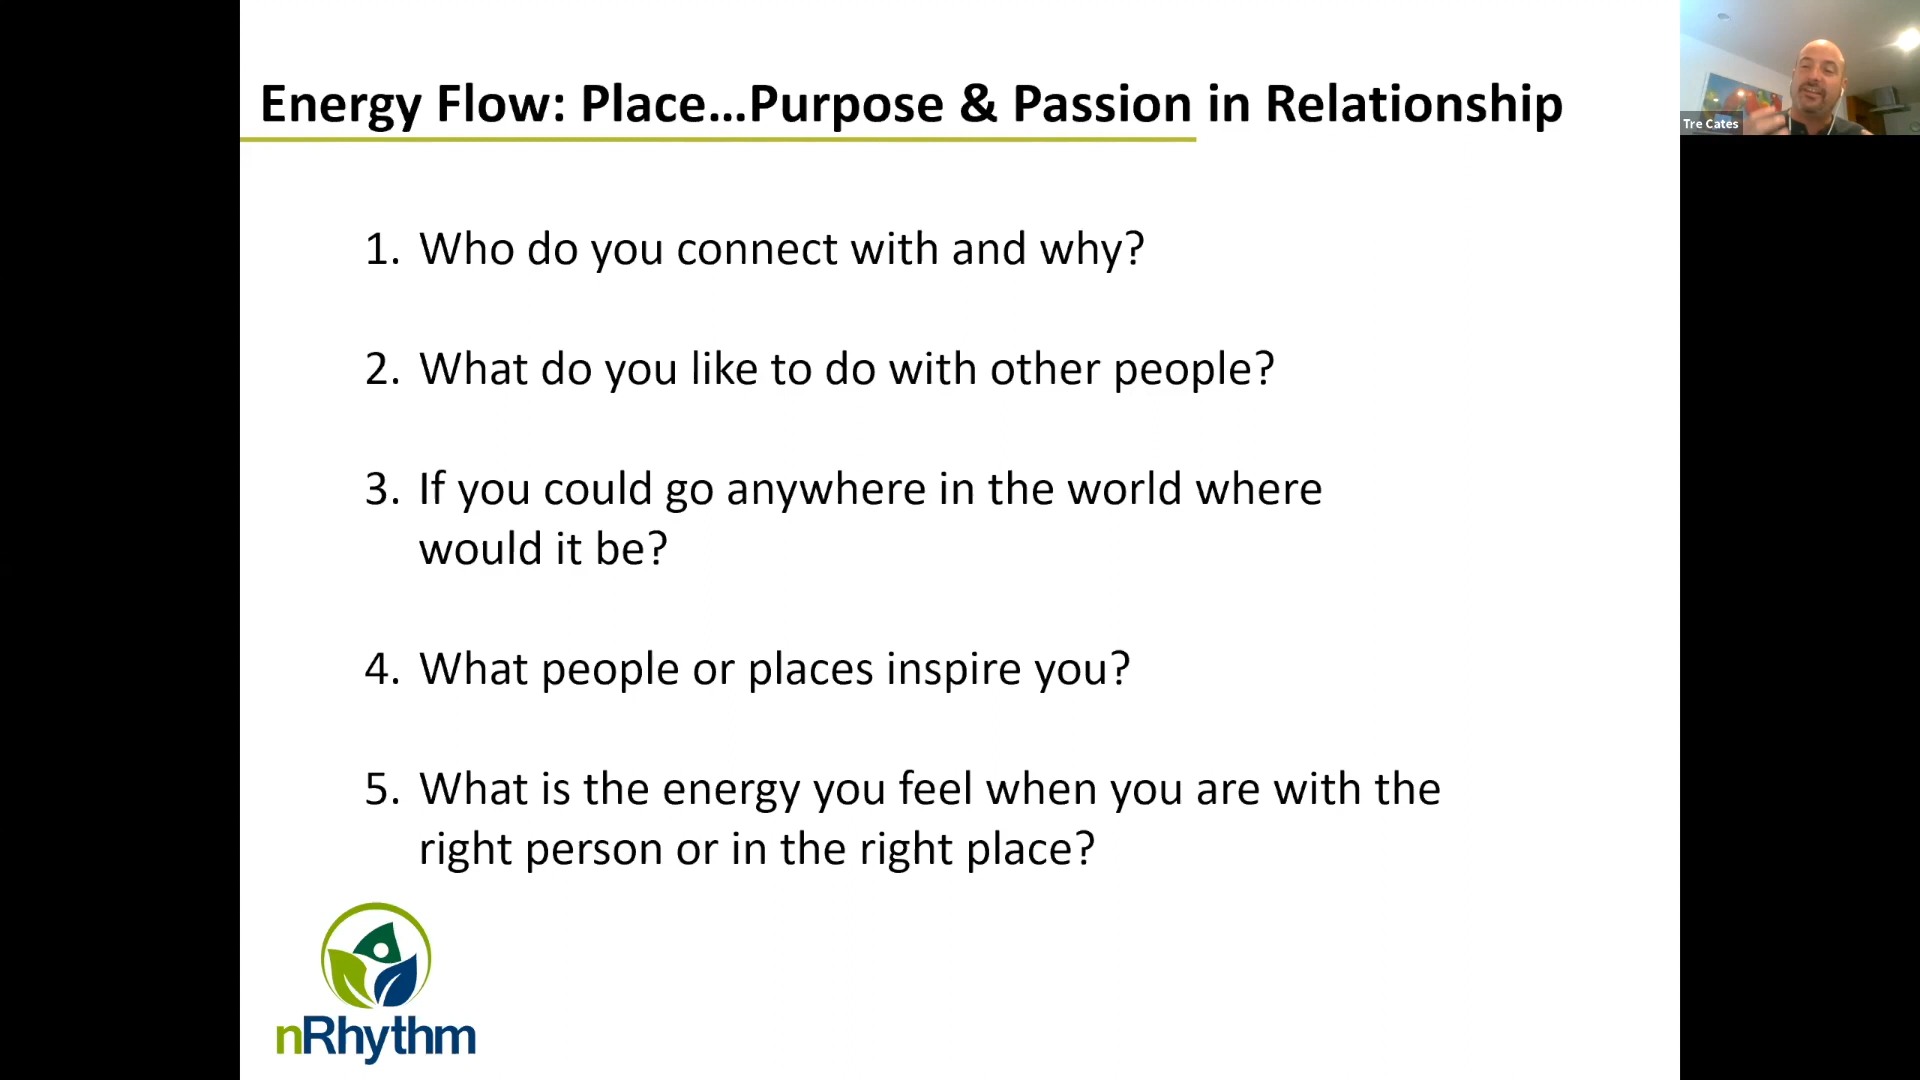 Energy Flow: Place...Purpose & Passion in Relationship
Tre Cates
1. Who do you connect with and why?
2. What do you like to do with other people?
3. If you could go anywhere in the world where
would it be?
4. What people or places inspire you?
5. What is the energy you feel when you are with the
right person or in the right place?
nRhythm